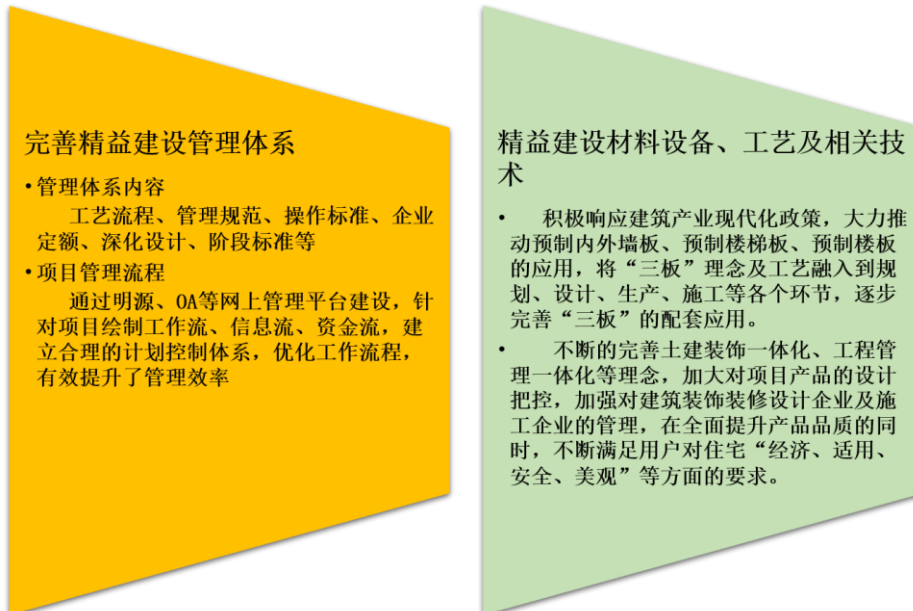 完善精益建设管理体系
•管理体系内容
工艺流程、管理规范、操作标准、企业
定额、深化设计、阶段标准等
•项目管理流程
通过明源、OA等网上管理平台建设，针
对项目绘制工作流、信息流、资金流，建
立合理的计划控制体系，优化工作流程，
有效提升了管理效率
精益建设材料设备、工艺及相关技
术
• 积极响应建筑产业现代化政策，大力推
动预制内外墙板、预制楼梯板、预制楼板
的应用，将“三板”理念及工艺融入到规
划、设计、生产、施工等各个环节，逐步
完善“三板”的配套应用。
• 不断的完善土建装饰一体化、工程管
理一体化等理念，加大对项目产品的设计
把控，加强对建筑装饰装修设计企业及施
工企业的管理，在全面提升产品品质的同
时，不断满足用户对住宅“经济、适用、
安全、美观”等方面的要求。